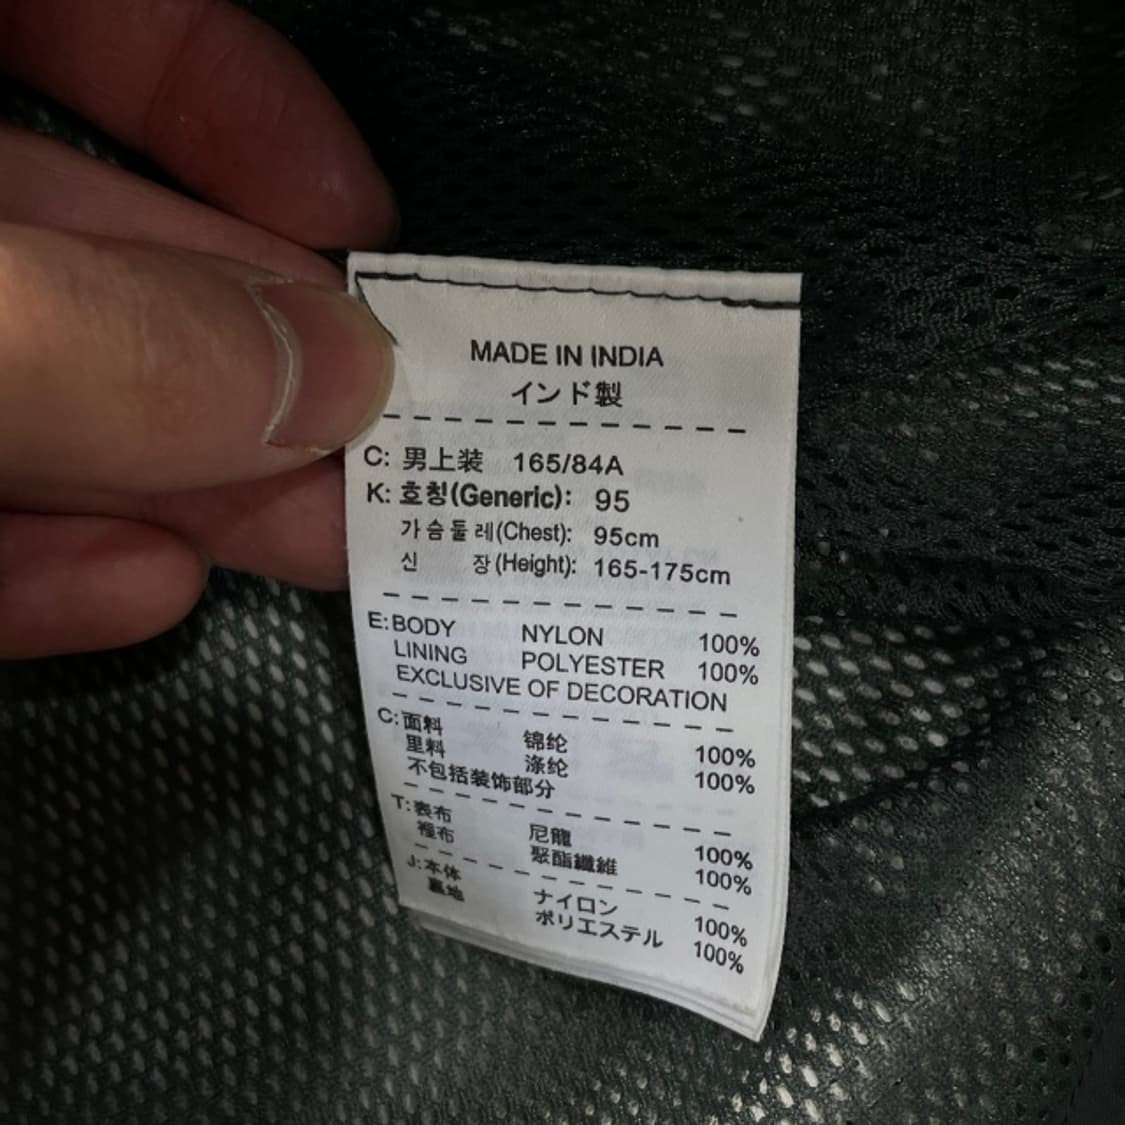 MADE IN INDIA
インド製
C: 男上装 165/84A
K: 호칭(Generic): 95
가슴둘레(Chest): 95cm
신 장(Height): 165-175cm
E: BODY NYLON 100%
LINING POLYESTER 100%
EXCLUSIVE OF DECORATION
C: 面料 锦纶 100%
里料 涤纶 100%
不包括装饰部分
T: 表布 尼龍 100%
裡布 聚酯纖維 100%
J: 本体 ナイロン 100%
裏地 ポリエステル 100%